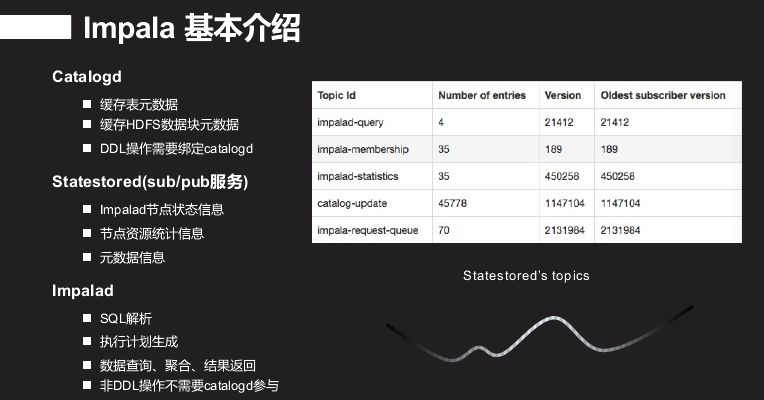 Impala 基本介绍
Catalogd
缓存表元数据
缓存HDFS数据块元数据
DDL操作需要绑定catalogd
Statestored(sub/pub服务)
Impalad节点状态信息
节点资源统计信息
元数据信息
Impalad
SQL解析
执行计划生成
数据查询、聚合、结果返回
非DDL操作不需要catalogd参与
Topic Id Number of entries Version Oldest subscriber version
impalad-query 4 21412 21412
impala-membership 35 189 189
impalad-statistics 35 450258 450258
catalog-update 45778 1147104 1147104
impala-request-queue 70 2131984 2131984
Statestored's topics